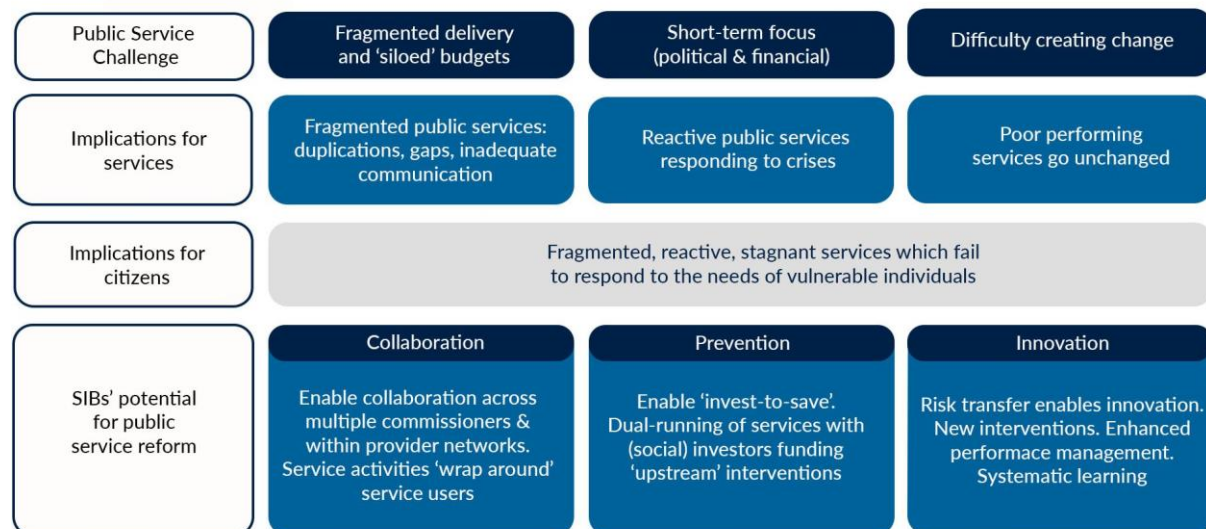 Public Service
Challenge
Fragmented delivery
and ‘siloed’ budgets
Short-term focus
(political & financial)
Difficulty creating change
Implications for
services
Fragmented public services:
duplications, gaps, inadequate
communication
Reactive public services
responding to crises
Poor performing
services go unchanged
Implications for
citizens
Fragmented, reactive, stagnant services which fail
to respond to the needs of vulnerable individuals
SIBs’ potential
for public
service reform
Collaboration
Enable collaboration across
multiple commissioners &
within provider networks.
Service activities ‘wrap around’
service users
Prevention
Enable ‘invest-to-save’.
Dual-running of services with
(social) investors funding
‘upstream’ interventions
Innovation
Risk transfer enables innovation.
New interventions. Enhanced
performace management.
Systematic learning